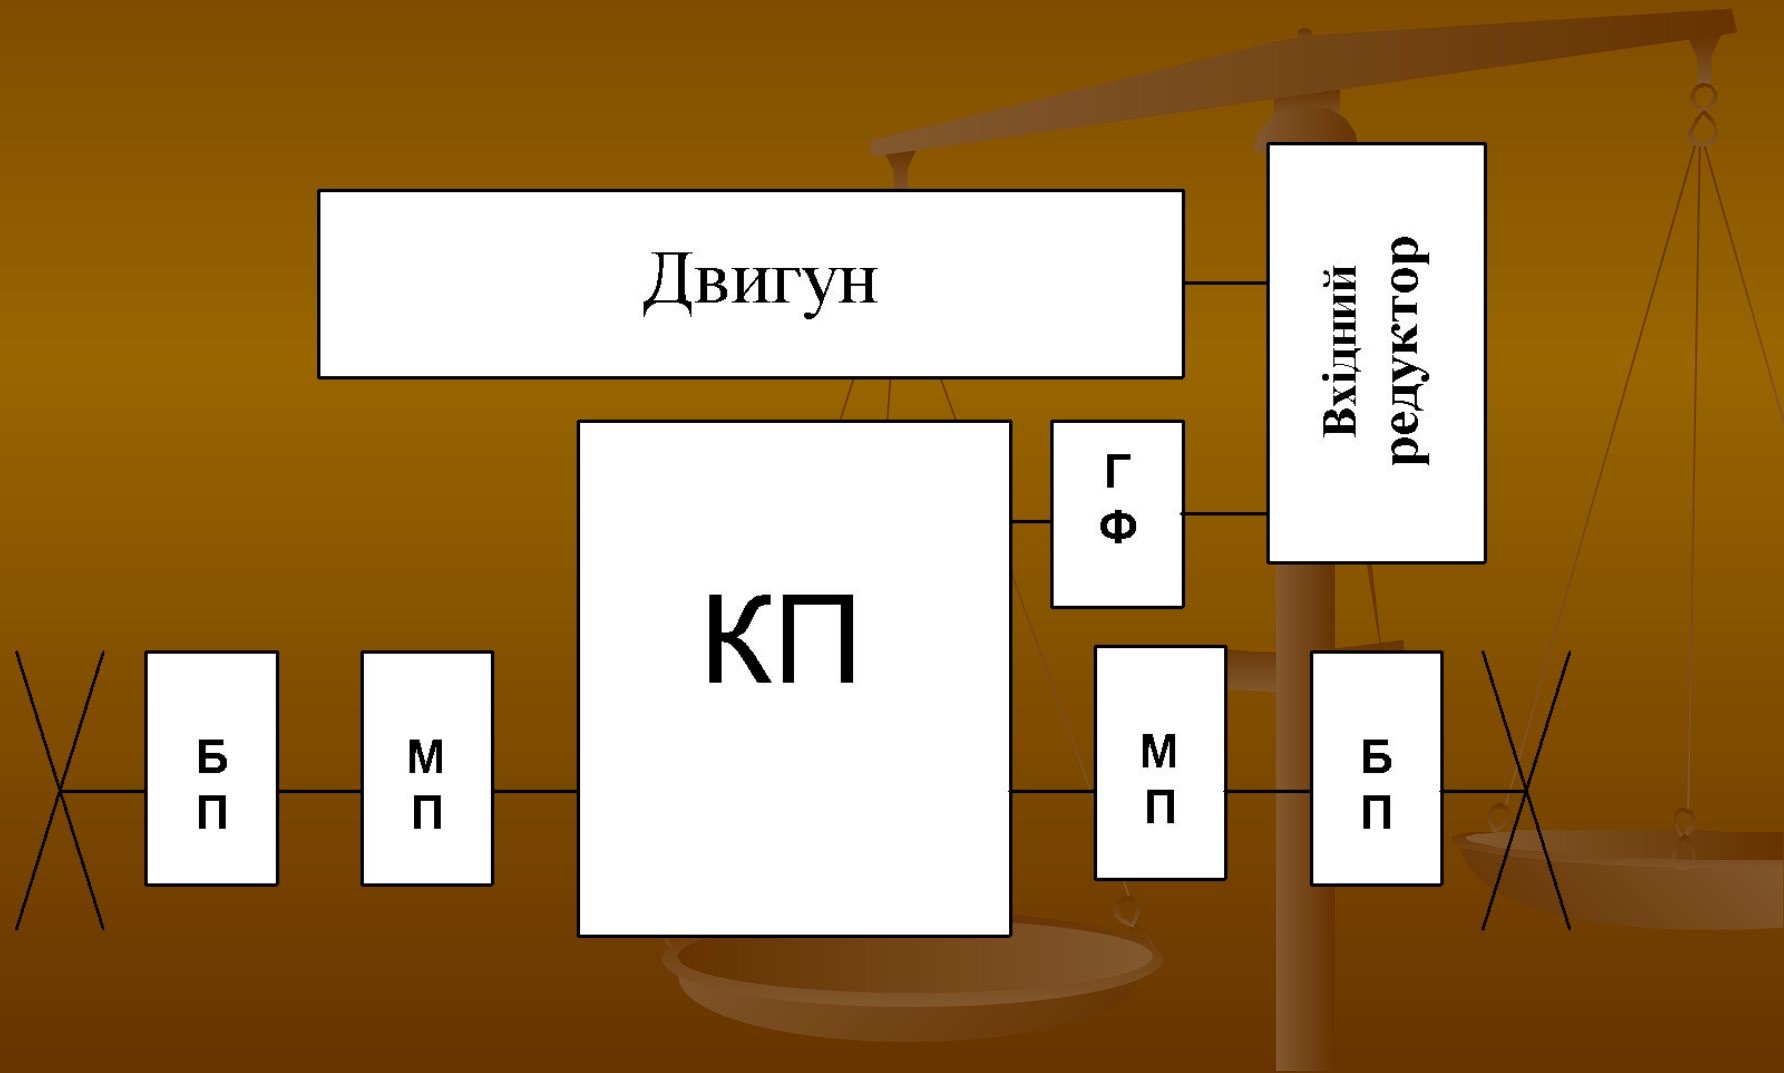 Двигун
Вхідний
редуктор
Г
Ф
КП
Б
П
М
П
М
П
Б
П